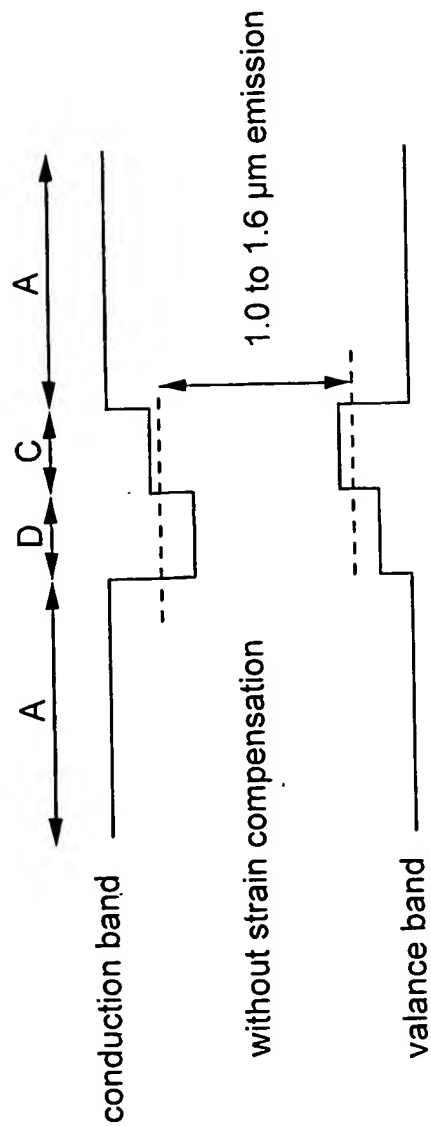 A D C A
conduction band
1.0 to 1.6 µm emission
without strain compensation
valance band